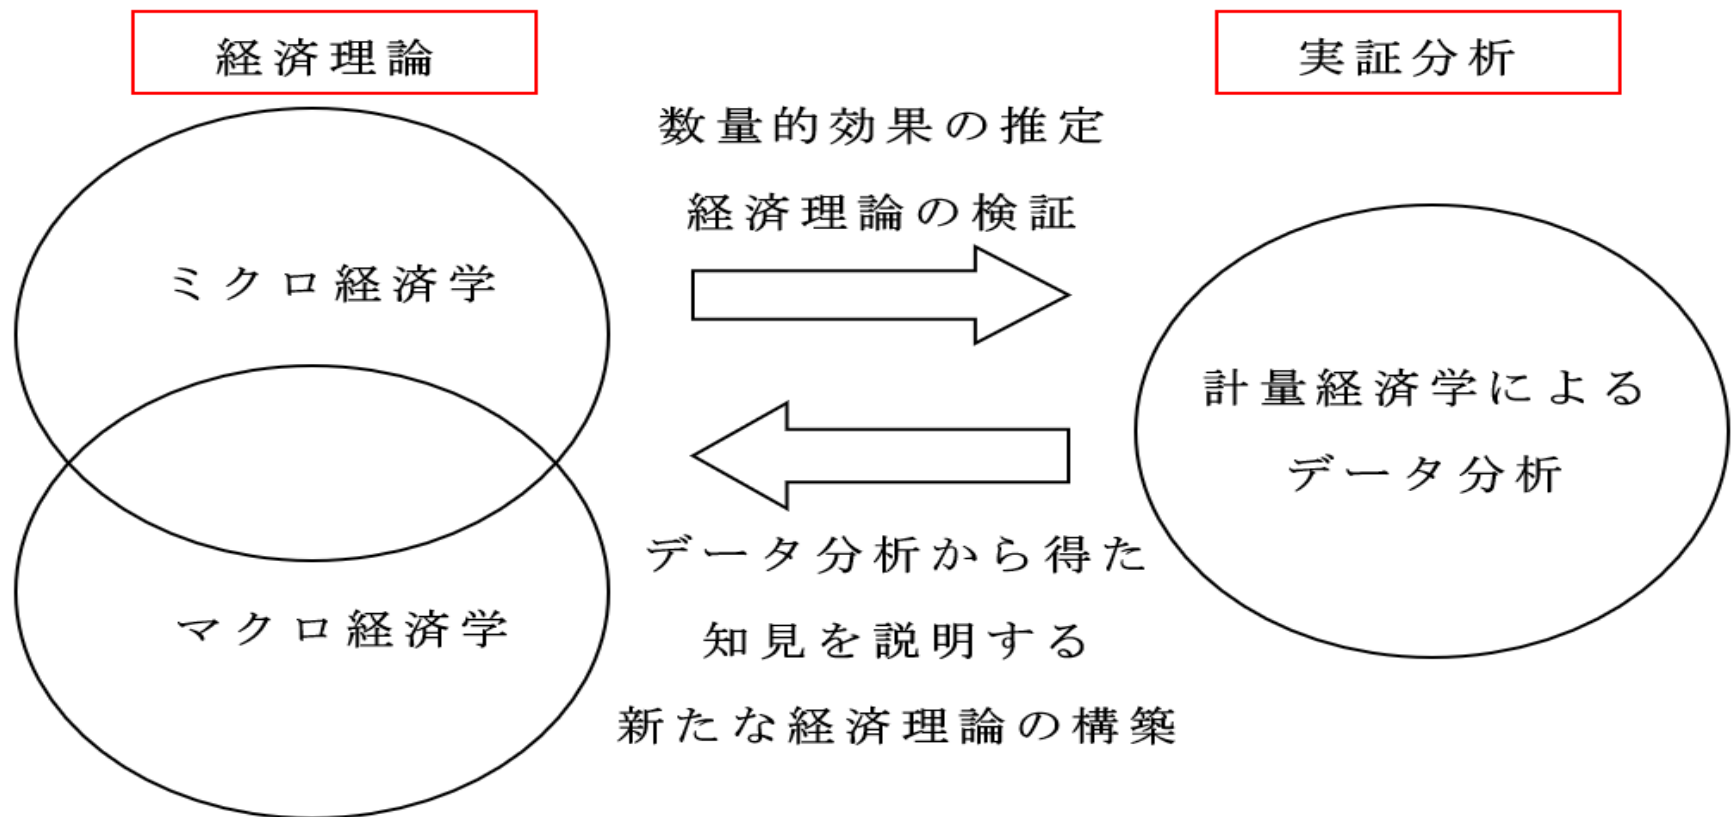 経済理論
実証分析
数量的効果の推定
経済理論の検証
ミクロ経済学
計量経済学による
データ分析
データ分析から得た
知見を説明する
新たな経済理論の構築
マクロ経済学